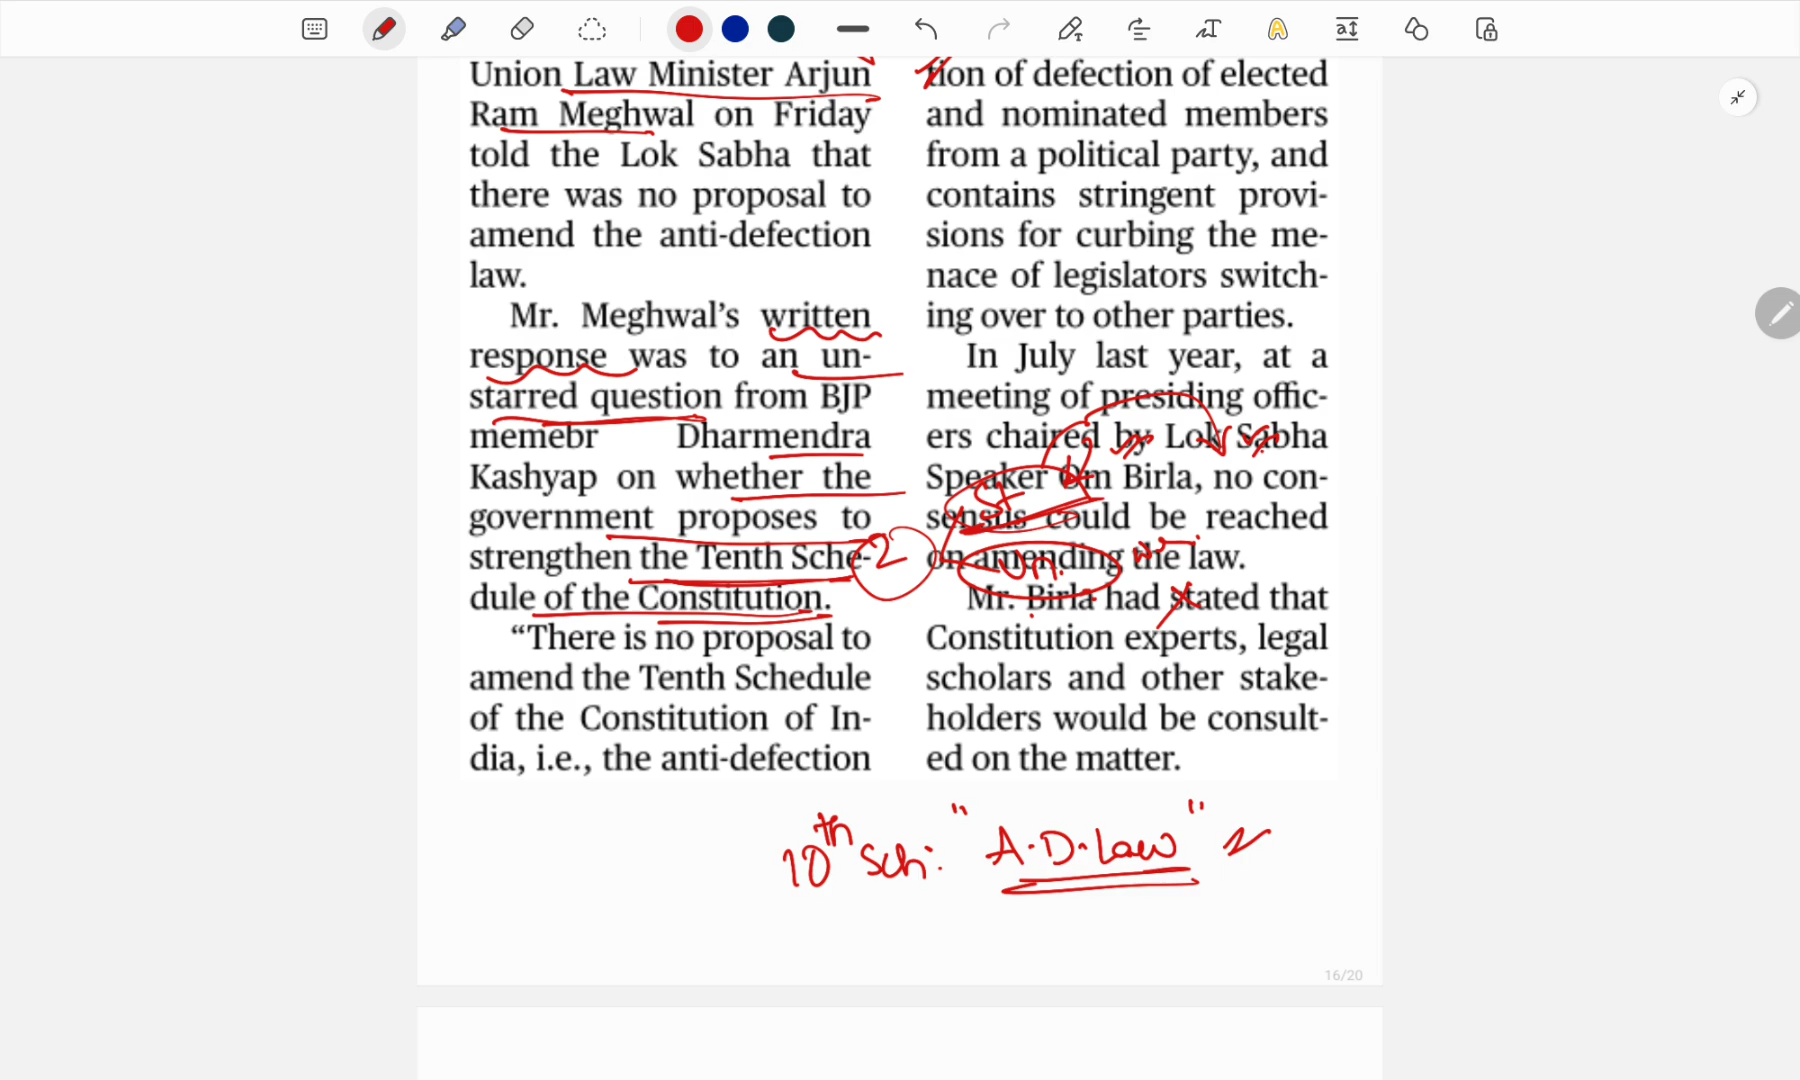 Union Law Minister Arjun
Ram Meghwal on Friday
told the Lok Sabha that
there was no proposal to
amend the anti-defection
law.
Mr. Meghwal's written
response was to an un-
starred question from BJP
memebr Dharmendra
Kashyap on whether the
government proposes to
strengthen the Tenth Sche-
dule of the Constitution.
"There is no proposal to
amend the Tenth Schedule
of the Constitution of In-
dia, i.e., the anti-defection
tion of defection of elected
and nominated members
from a political party, and
contains stringent provi-
sions for curbing the me-
nace of legislators switch-
ing over to other parties.
In July last year, at a
meeting of presiding offic-
ers chaired by Lok Sabha
Speaker Om Birla, no con-
sensus could be reached
on amending the law.
Mr. Birla had stated that
Constitution experts, legal
scholars and other stake-
holders would be consult-
ed on the matter.
2
St
Un.
10th Sch: "A.D.Law"
16/20